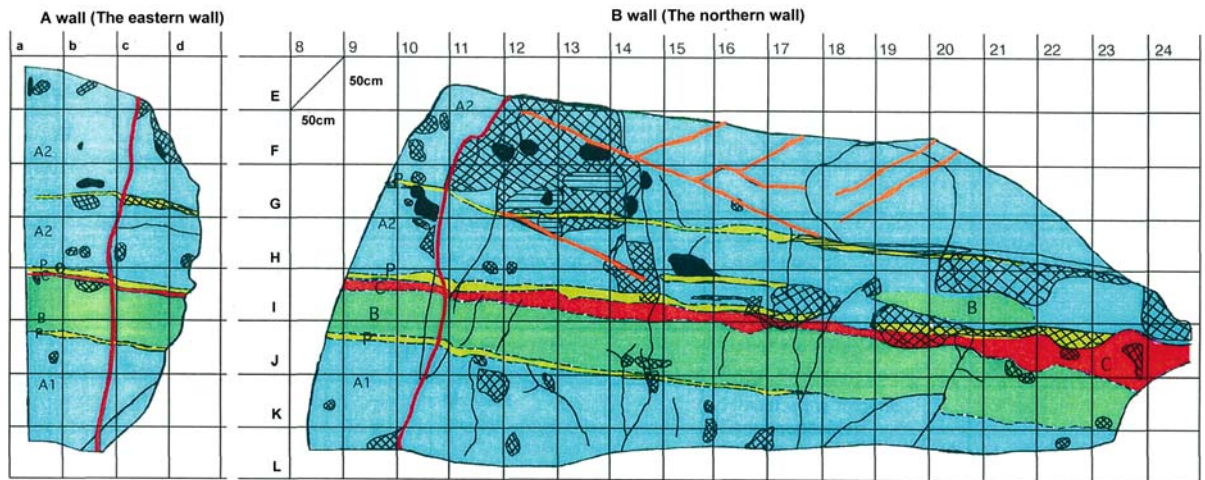 A wall (The eastern wall)
B wall (The northern wall)
a b c d
8 9 10 11 12 13 14 15 16 17 18 19 20 21 22 23 24
50cm
E
50cm
A2
F
A2
P
G
A2
A2
H
P
P
C
I
B
B
B
P
P
J
C
A1
A1
K
L